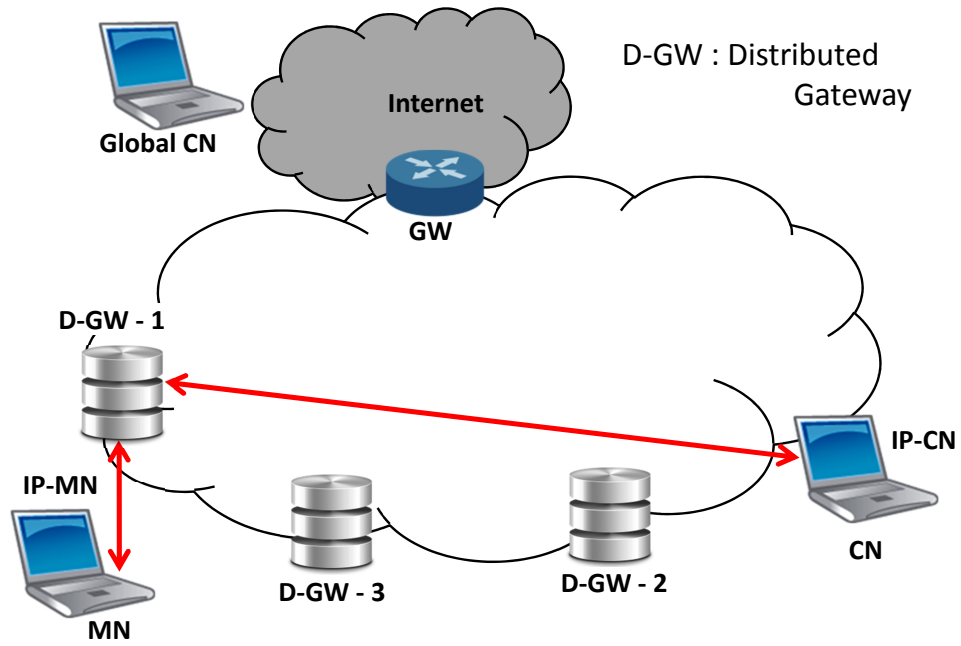 D-GW : Distributed
Gateway
Internet
Global CN
GW
D-GW - 1
IP-CN
IP-MN
CN
D-GW - 3
D-GW - 2
MN